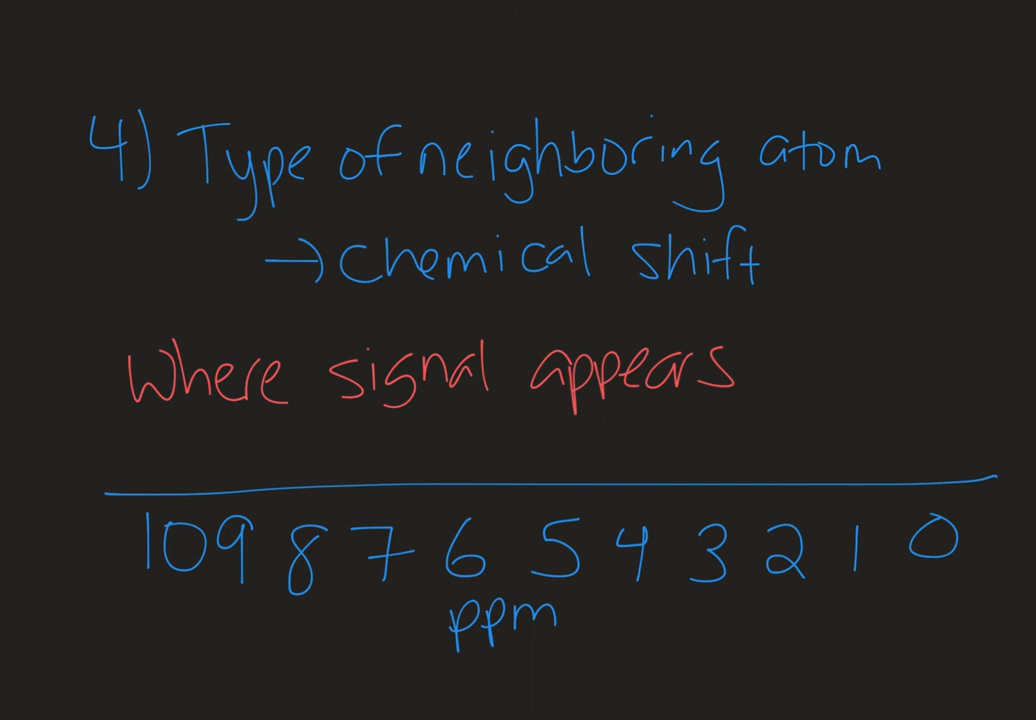 4) Type of neighboring atom
→ chemical shift
Where signal appears
10 9 8 7 6 5 4 3 2 1 0
ppm